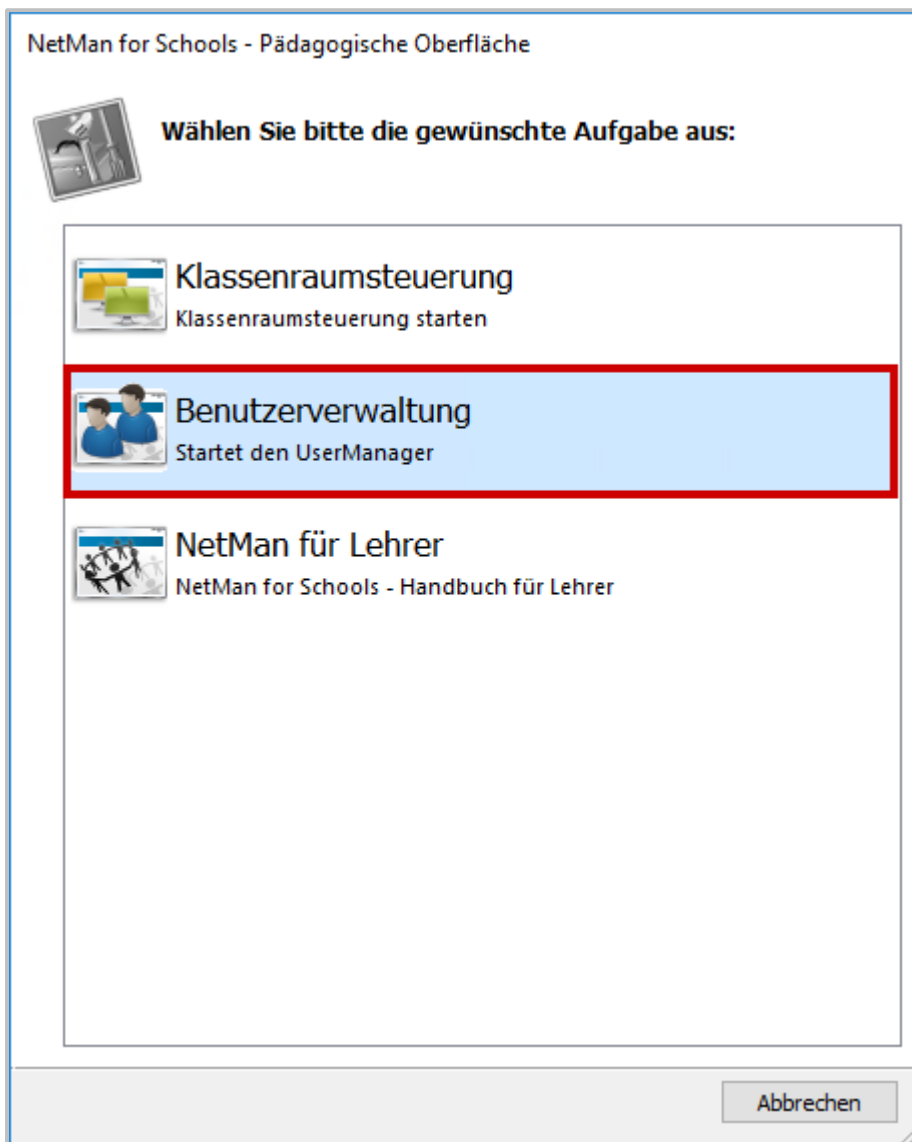 NetMan for Schools - Pädagogische Oberfläche
Wählen Sie bitte die gewünschte Aufgabe aus:
Klassenraumsteuerung
Klassenraumsteuerung starten
Benutzerverwaltung
Startet den UserManager
NetMan für Lehrer
NetMan for Schools - Handbuch für Lehrer
Abbrechen